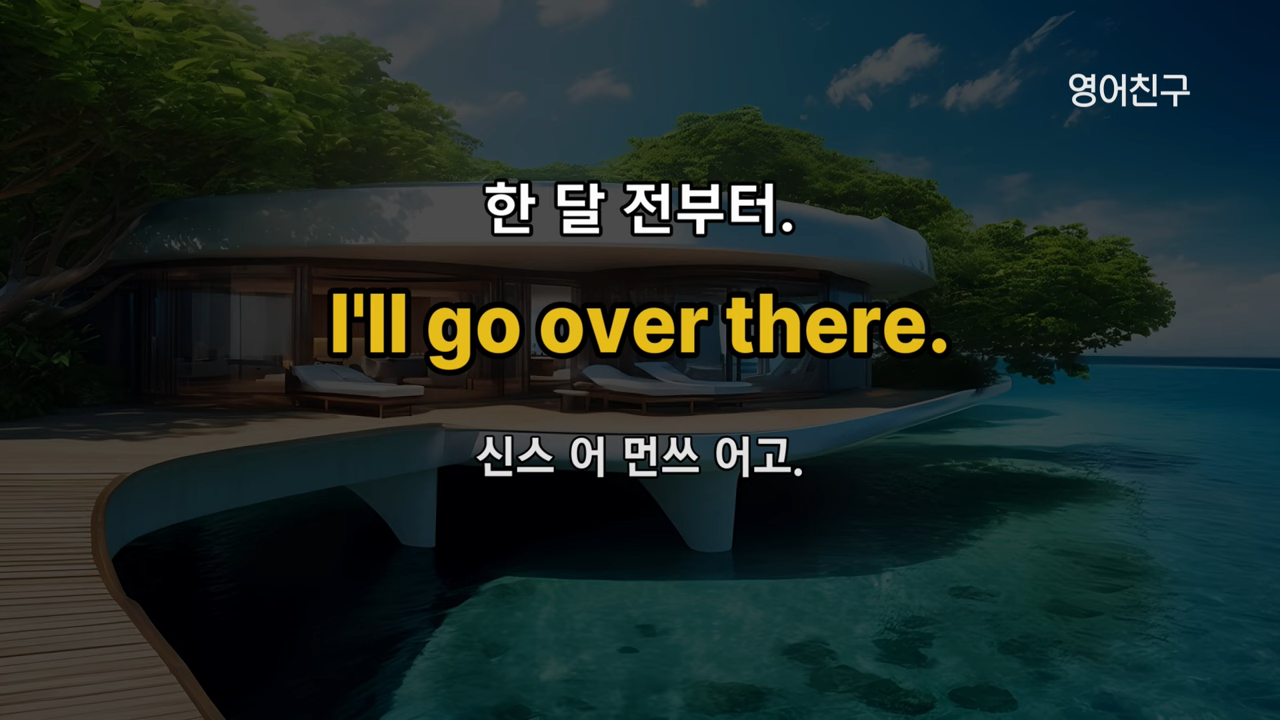 영어친구
한 달 전부터.
I'll go over there.
신스 어 먼쓰 어고.